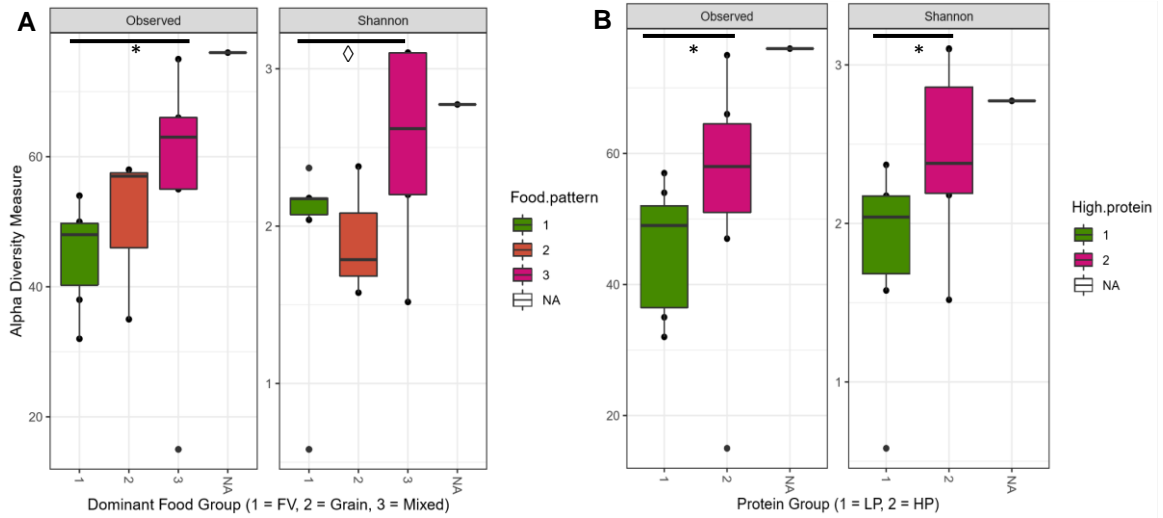 A
Observed
Shannon
*
◊
Alpha Diversity Measure
60
40
20
3
2
1
1
2
3
NA
1
2
3
NA
Dominant Food Group (1 = FV, 2 = Grain, 3 = Mixed)
Food.pattern
1
2
3
NA
B
Observed
Shannon
*
*
60
40
20
3
2
1
1
2
NA
1
2
NA
Protein Group (1 = LP, 2 = HP)
High.protein
1
2
NA